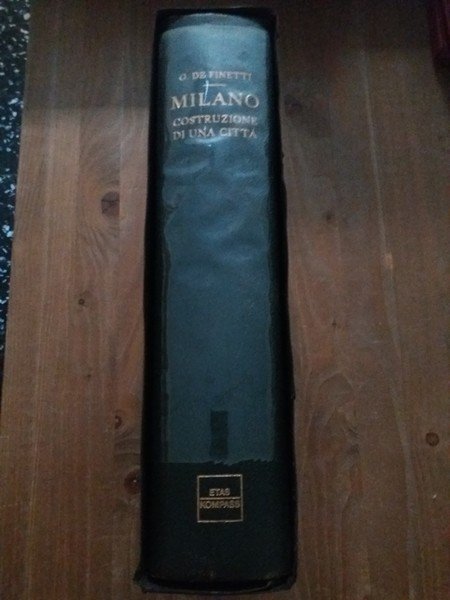 G. DE FINETTI
MILANO
COSTRUZIONE
DI UNA CITTÀ
ETAS
KOMPASS